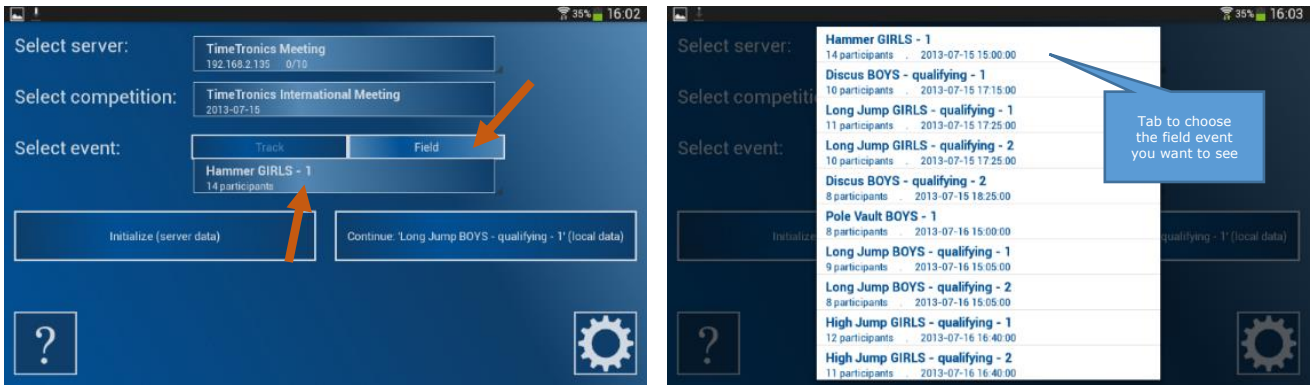 35% 16:02
Select server:
TimeTronics Meeting
192.168.2.135 0/10
Select competition:
TimeTronics International Meeting
2013-07-15
Select event:
Track
Field
Hammer GIRLS - 1
14 participants
Initialize (server data)
Continue: 'Long Jump BOYS - qualifying - 1' (local data)
?
35% 16:03
Select server:
Select competiti
Select event:
Initialize
qualifying - 1' (local data)
?
Hammer GIRLS - 1
14 participants . 2013-07-15 15:00:00
Discus BOYS - qualifying - 1
10 participants . 2013-07-15 17:15:00
Long Jump GIRLS - qualifying - 1
11 participants . 2013-07-15 17:25:00
Long Jump GIRLS - qualifying - 2
10 participants . 2013-07-15 17:25:00
Discus BOYS - qualifying - 2
8 participants . 2013-07-15 18:25:00
Pole Vault BOYS - 1
8 participants . 2013-07-16 15:00:00
Long Jump BOYS - qualifying - 1
9 participants . 2013-07-16 15:05:00
Long Jump BOYS - qualifying - 2
8 participants . 2013-07-16 15:05:00
High Jump GIRLS - qualifying - 1
12 participants . 2013-07-16 16:40:00
High Jump GIRLS - qualifying - 2
11 participants . 2013-07-16 16:40:00
Tab to choose
the field event
you want to see